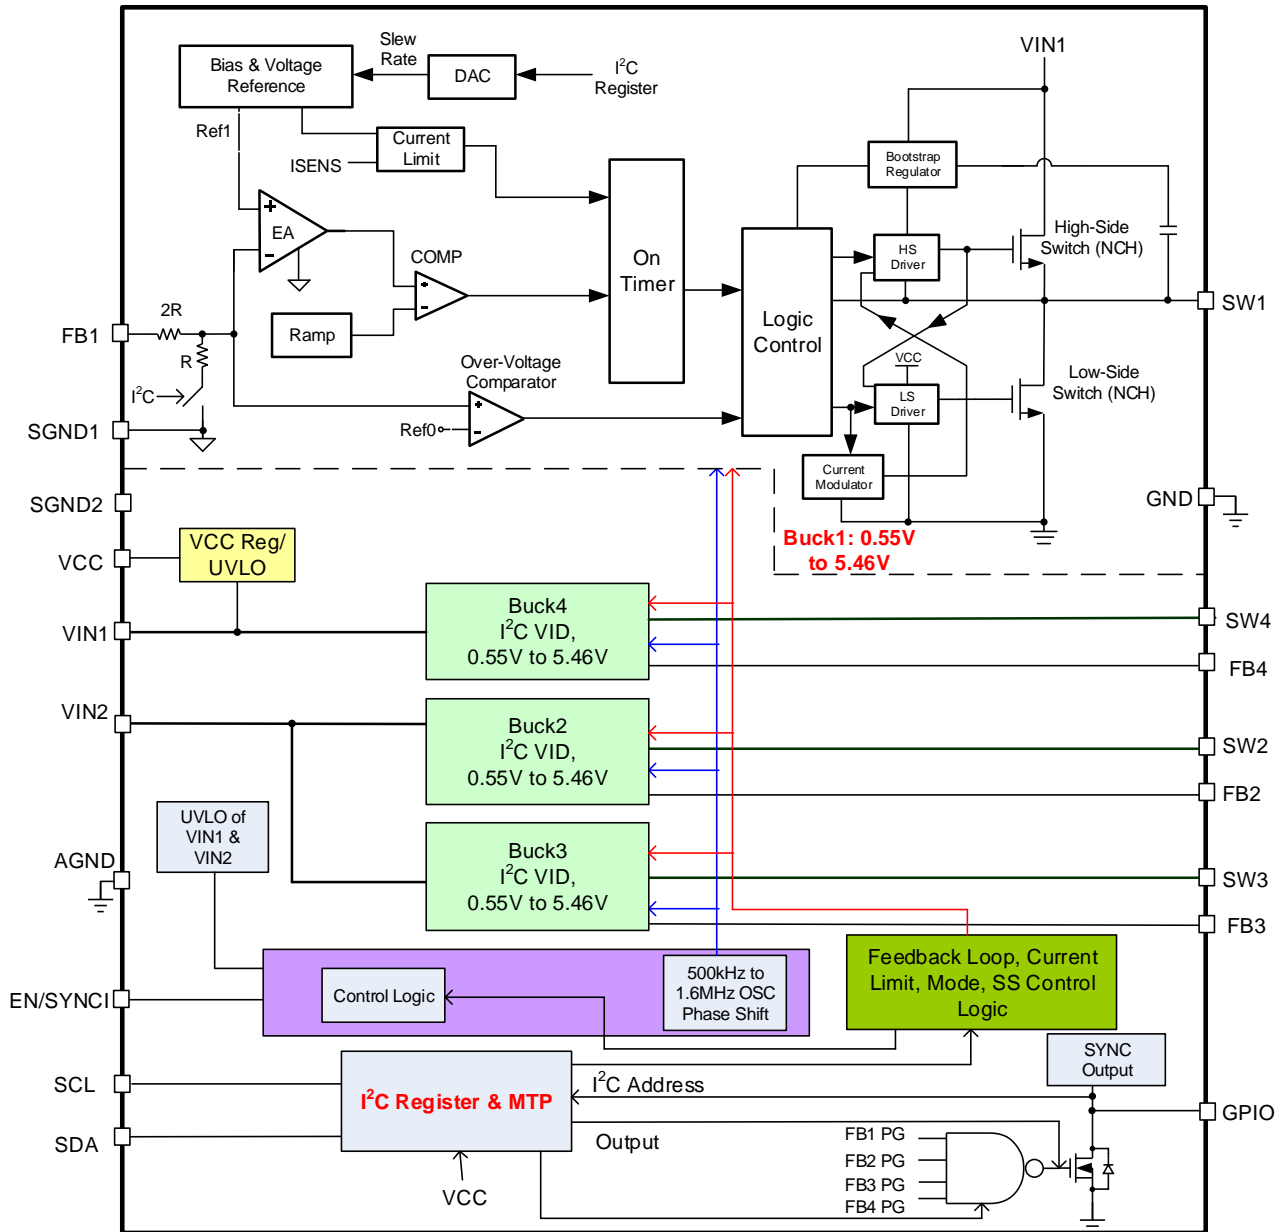 Slew
Rate
VIN1
Bias & Voltage
Reference
DAC
I²C
Register
Ref1
Current
Limit
ISENS
Bootstrap
Regulator
+
EA
−
COMP
+
−
On
Timer
HS
Driver
High-Side
Switch (NCH)
2R
FB1
R
Ramp
Logic
Control
SW1
I²C
Over-Voltage
Comparator
+
−
Ref0
VCC
LS
Driver
Low-Side
Switch (NCH)
SGND1
Current
Modulator
SGND2
GND
VCC
VCC Reg/
UVLO
Buck1: 0.55V
to 5.46V
VIN1
Buck4
I²C VID,
0.55V to 5.46V
SW4
FB4
VIN2
Buck2
I²C VID,
0.55V to 5.46V
SW2
FB2
UVLO of
VIN1 &
VIN2
AGND
Buck3
I²C VID,
0.55V to 5.46V
SW3
FB3
EN/SYNCI
Control Logic
500kHz to
1.6MHz OSC
Phase Shift
Feedback Loop, Current
Limit, Mode, SS Control
Logic
SYNC
Output
SCL
I²C Register & MTP
I²C Address
GPIO
SDA
Output
VCC
FB1 PG
FB2 PG
FB3 PG
FB4 PG